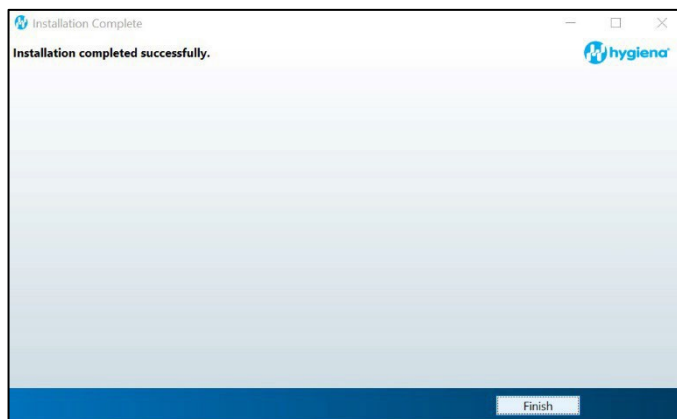 Installation Complete
Installation completed successfully.
hygiena
Finish